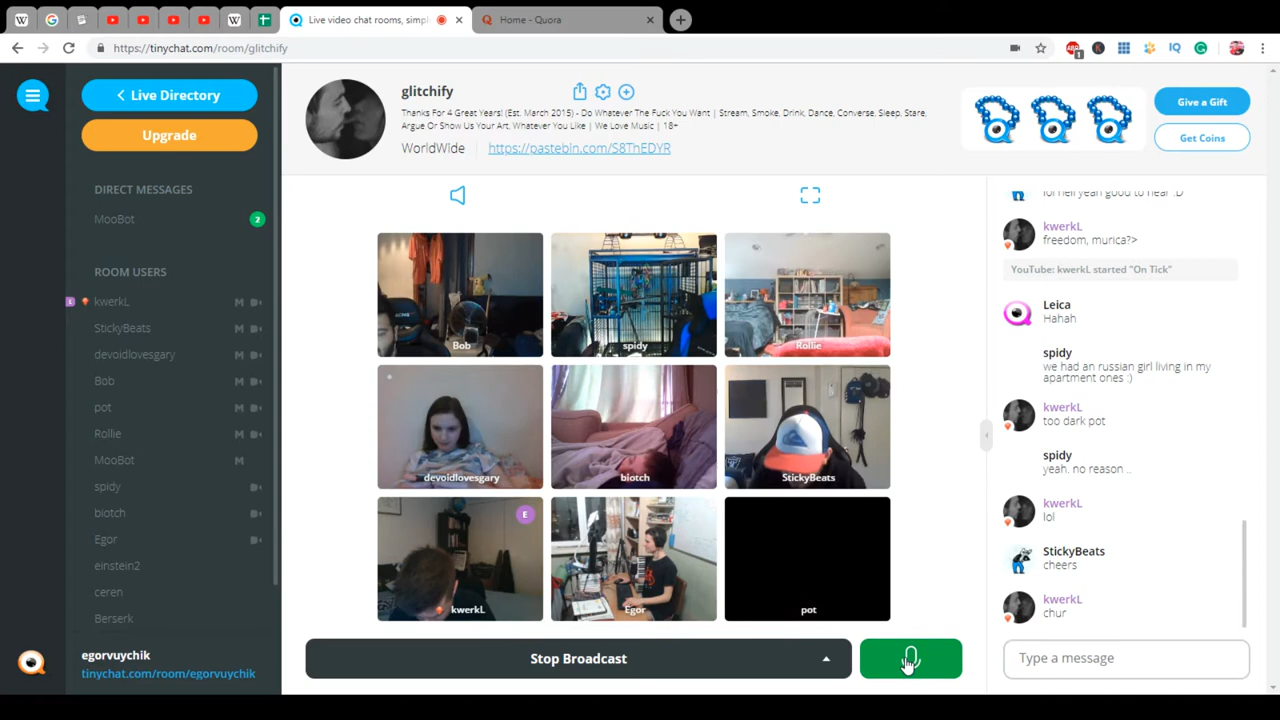 Live video chat rooms, simpl
Home - Quora
https://tinychat.com/room/glitchify
Live Directory
Upgrade
DIRECT MESSAGES
MooBot 2
ROOM USERS
kwerkL M
StickyBeats M
devoidlovesgary M
Bob M
pot M
Rollie M
MooBot M
spidy
biotch
Egor
einstein2
ceren
Berserk
egorvuychik
tinychat.com/room/egorvuychik
glitchify
Thanks For 4 Great Years! (Est. March 2015) - Do Whatever The Fuck You Want | Stream, Smoke, Drink, Dance, Converse, Sleep, Stare,
Argue Or Show Us Your Art, Whatever You Like | We Love Music | 18+
WorldWide
https://pastebin.com/S8ThEDYR
Give a Gift
Get Coins
Bob
spidy
Rollie
devoidlovesgary
biotch
StickyBeats
E
kwerkL
Egor
pot
Stop Broadcast
lol hell yeah good to hear :D
kwerkL
freedom, murica?>
YouTube: kwerkL started "On Tick"
Leica
Hahah
spidy
we had an russian girl living in my
apartment ones :)
kwerkL
too dark pot
spidy
yeah. no reason ..
kwerkL
lol
StickyBeats
cheers
kwerkL
chur
Type a message